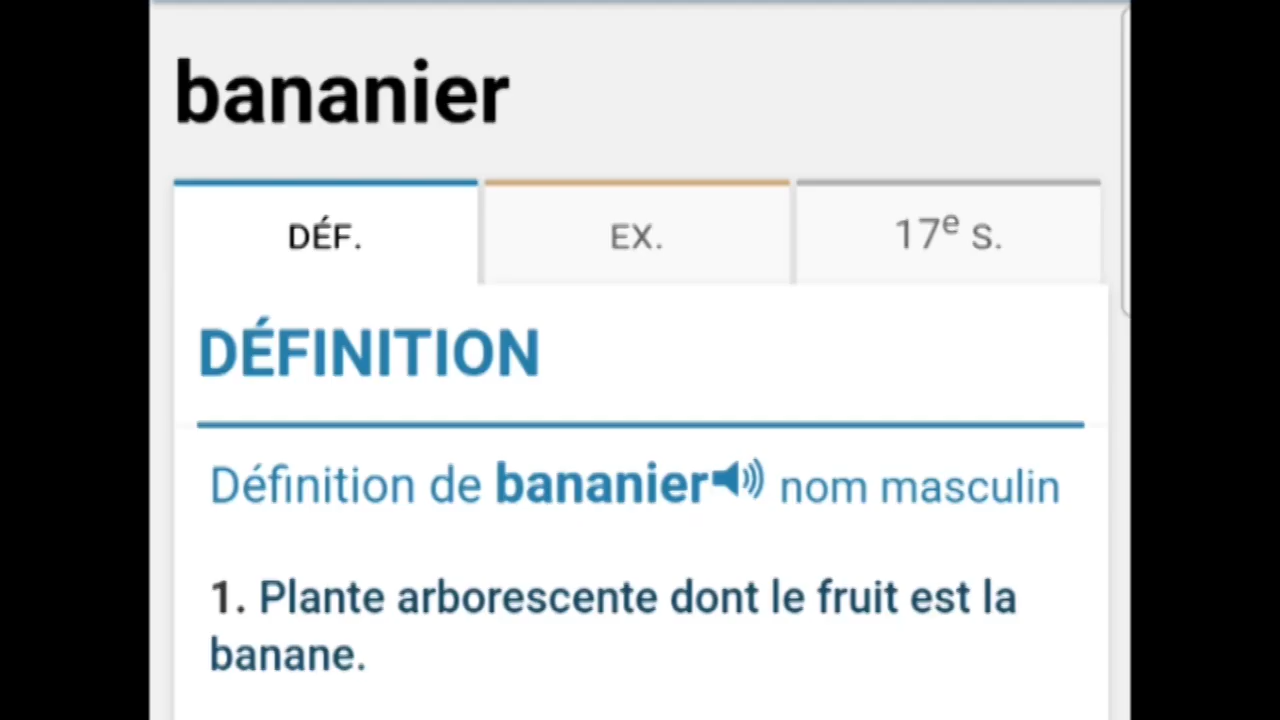 bananier
DÉF. EX. 17e s.
DÉFINITION
Définition de bananier nom masculin
1. Plante arborescente dont le fruit est la
banane.